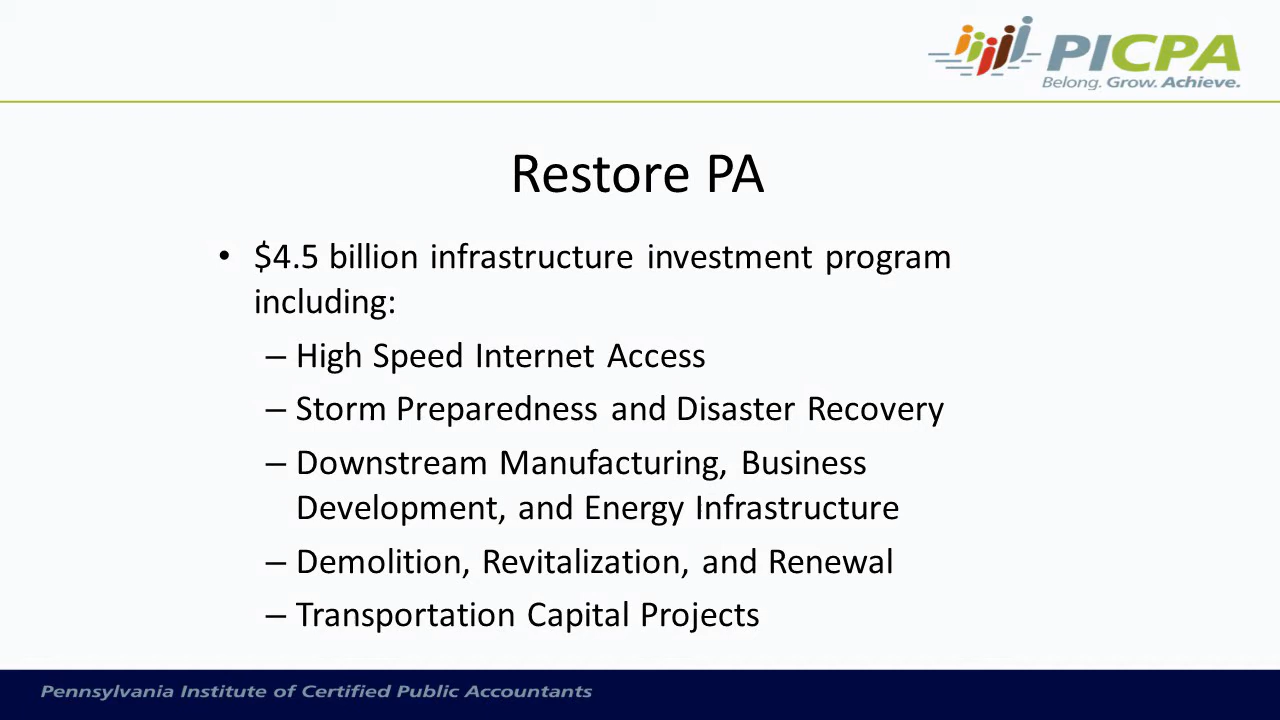 PICPA
Belong. Grow. Achieve.
Restore PA
• $4.5 billion infrastructure investment program
including:
– High Speed Internet Access
– Storm Preparedness and Disaster Recovery
– Downstream Manufacturing, Business
Development, and Energy Infrastructure
– Demolition, Revitalization, and Renewal
– Transportation Capital Projects
Pennsylvania Institute of Certified Public Accountants